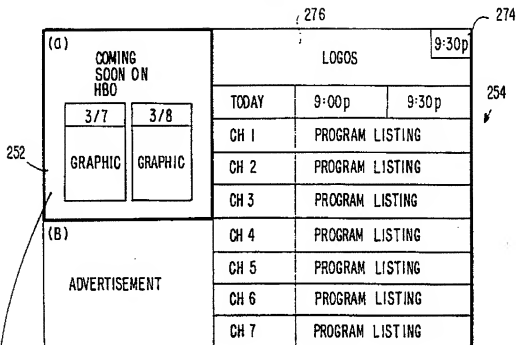 276
274
(a)
COMING
SOON ON
HBO
3/7 3/8
GRAPHIC GRAPHIC
252
(B)
ADVERTISEMENT
LOGOS
9:30p
254
TODAY 9:00p 9:30p
CH 1 PROGRAM LISTING
CH 2 PROGRAM LISTING
CH 3 PROGRAM LISTING
CH 4 PROGRAM LISTING
CH 5 PROGRAM LISTING
CH 6 PROGRAM LISTING
CH 7 PROGRAM LISTING